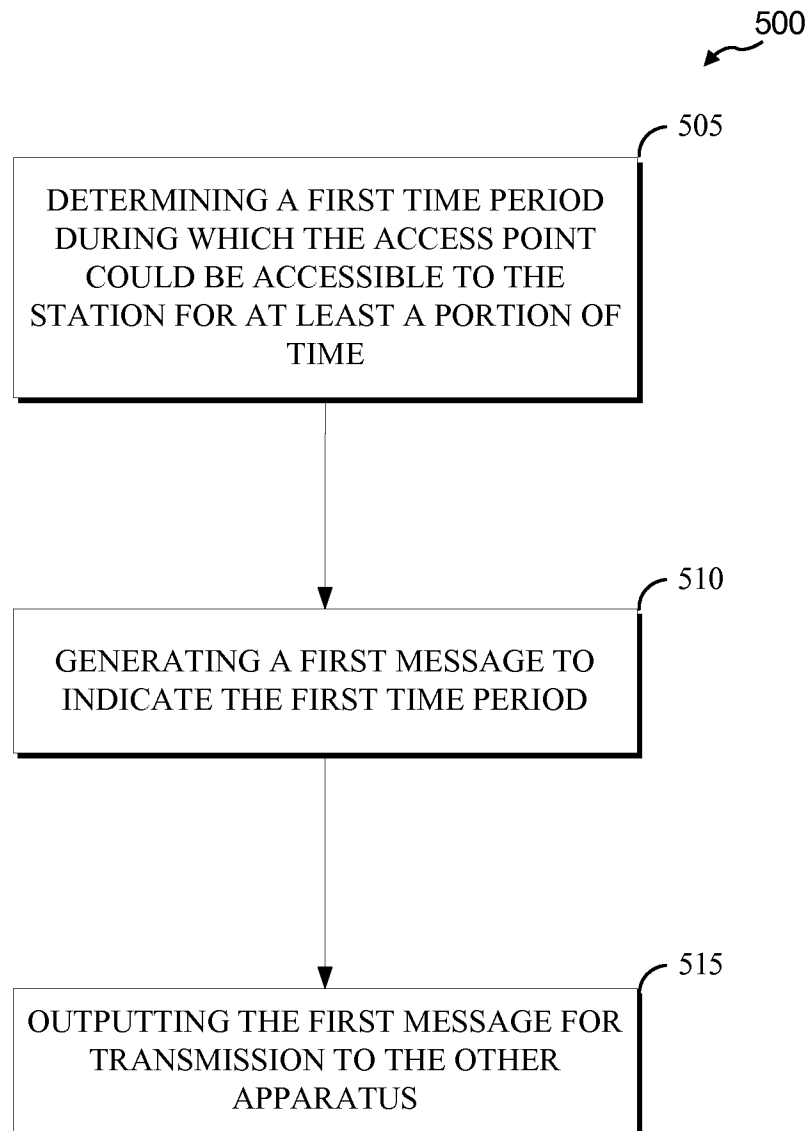 500
505
DETERMINING A FIRST TIME PERIOD
DURING WHICH THE ACCESS POINT
COULD BE ACCESSIBLE TO THE
STATION FOR AT LEAST A PORTION OF
TIME
510
GENERATING A FIRST MESSAGE TO
INDICATE THE FIRST TIME PERIOD
515
OUTPUTTING THE FIRST MESSAGE FOR
TRANSMISSION TO THE OTHER
APPARATUS